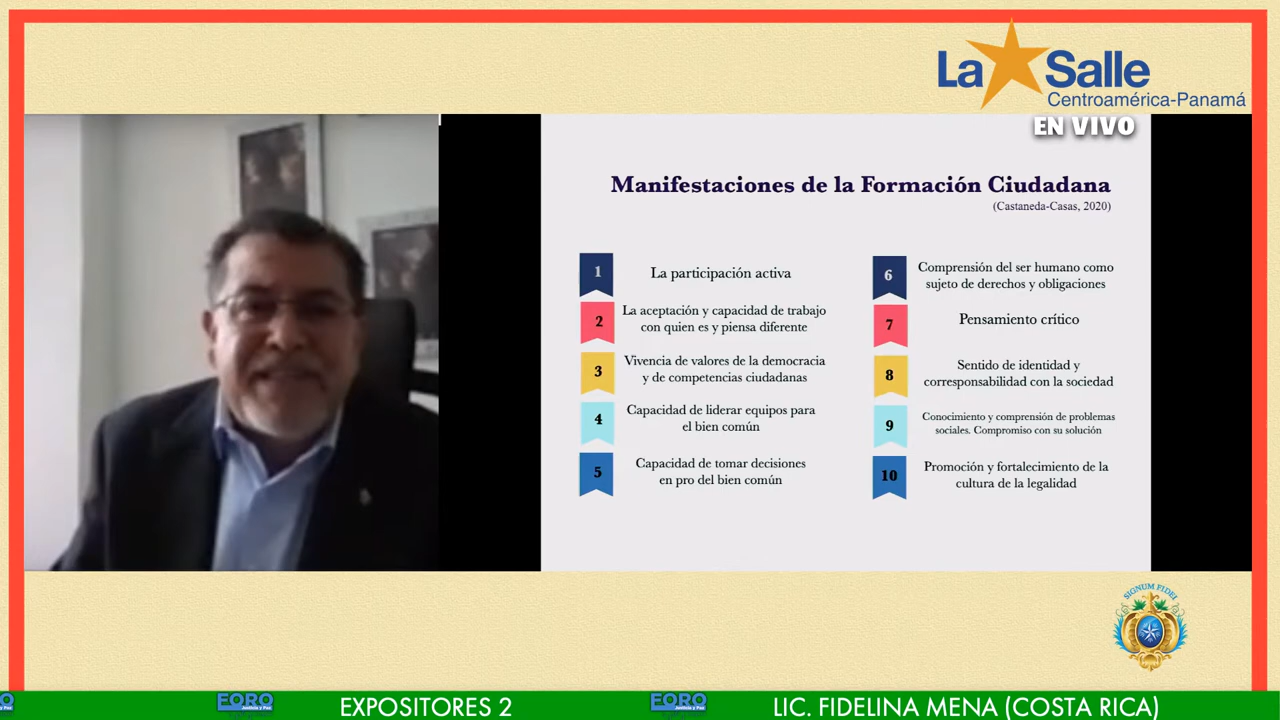 La Salle
Centroamérica-Panamá
EN VIVO
Manifestaciones de la Formación Ciudadana
(Castaneda-Casas, 2020)
1
La participación activa
2
La aceptación y capacidad de trabajo
con quien es y piensa diferente
3
Vivencia de valores de la democracia
y de competencias ciudadanas
4
Capacidad de liderar equipos para
el bien común
5
Capacidad de tomar decisiones
en pro del bien común
6
Comprensión del ser humano como
sujeto de derechos y obligaciones
7
Pensamiento crítico
8
Sentido de identidad y
corresponsabilidad con la sociedad
9
Conocimiento y comprensión de problemas
sociales. Compromiso con su solución
10
Promoción y fortalecimiento de la
cultura de la legalidad
SIGNUM FIDEI
FORO
Justicia y Paz
EXPOSITORES 2
FORO
Justicia y Paz
LIC. FIDELINA MENA (COSTA RICA)